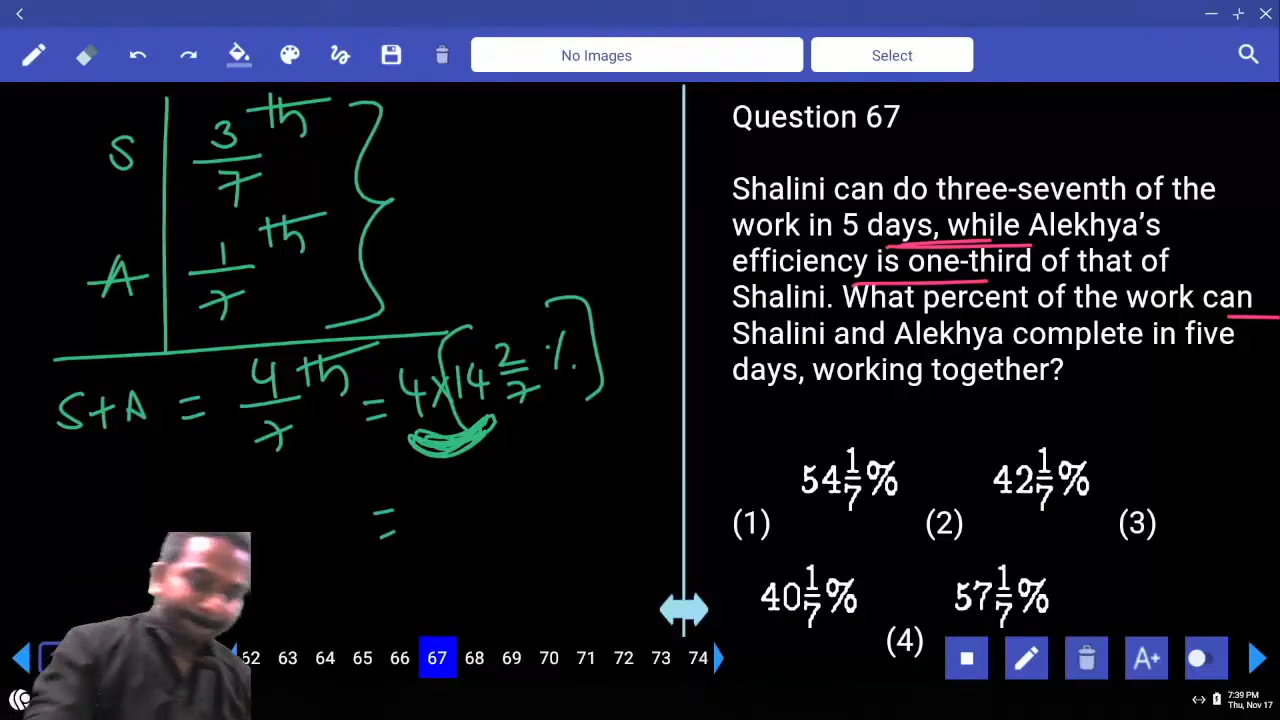 No Images
Select
S 3/7 th
A 1/7 th
S+A = 4/7 th = 4×[14 2/7 %]
=
Question 67
Shalini can do three-seventh of the
work in 5 days, while Alekhya’s
efficiency is one-third of that of
Shalini. What percent of the work can
Shalini and Alekhya complete in five
days, working together?
54 1/7% 42 1/7%
(1) (2) (3)
40 1/7% 57 1/7%
(4)
62 63 64 65 66 67 68 69 70 71 72 73 74
A+
7:39 PM
Thu, Nov 17